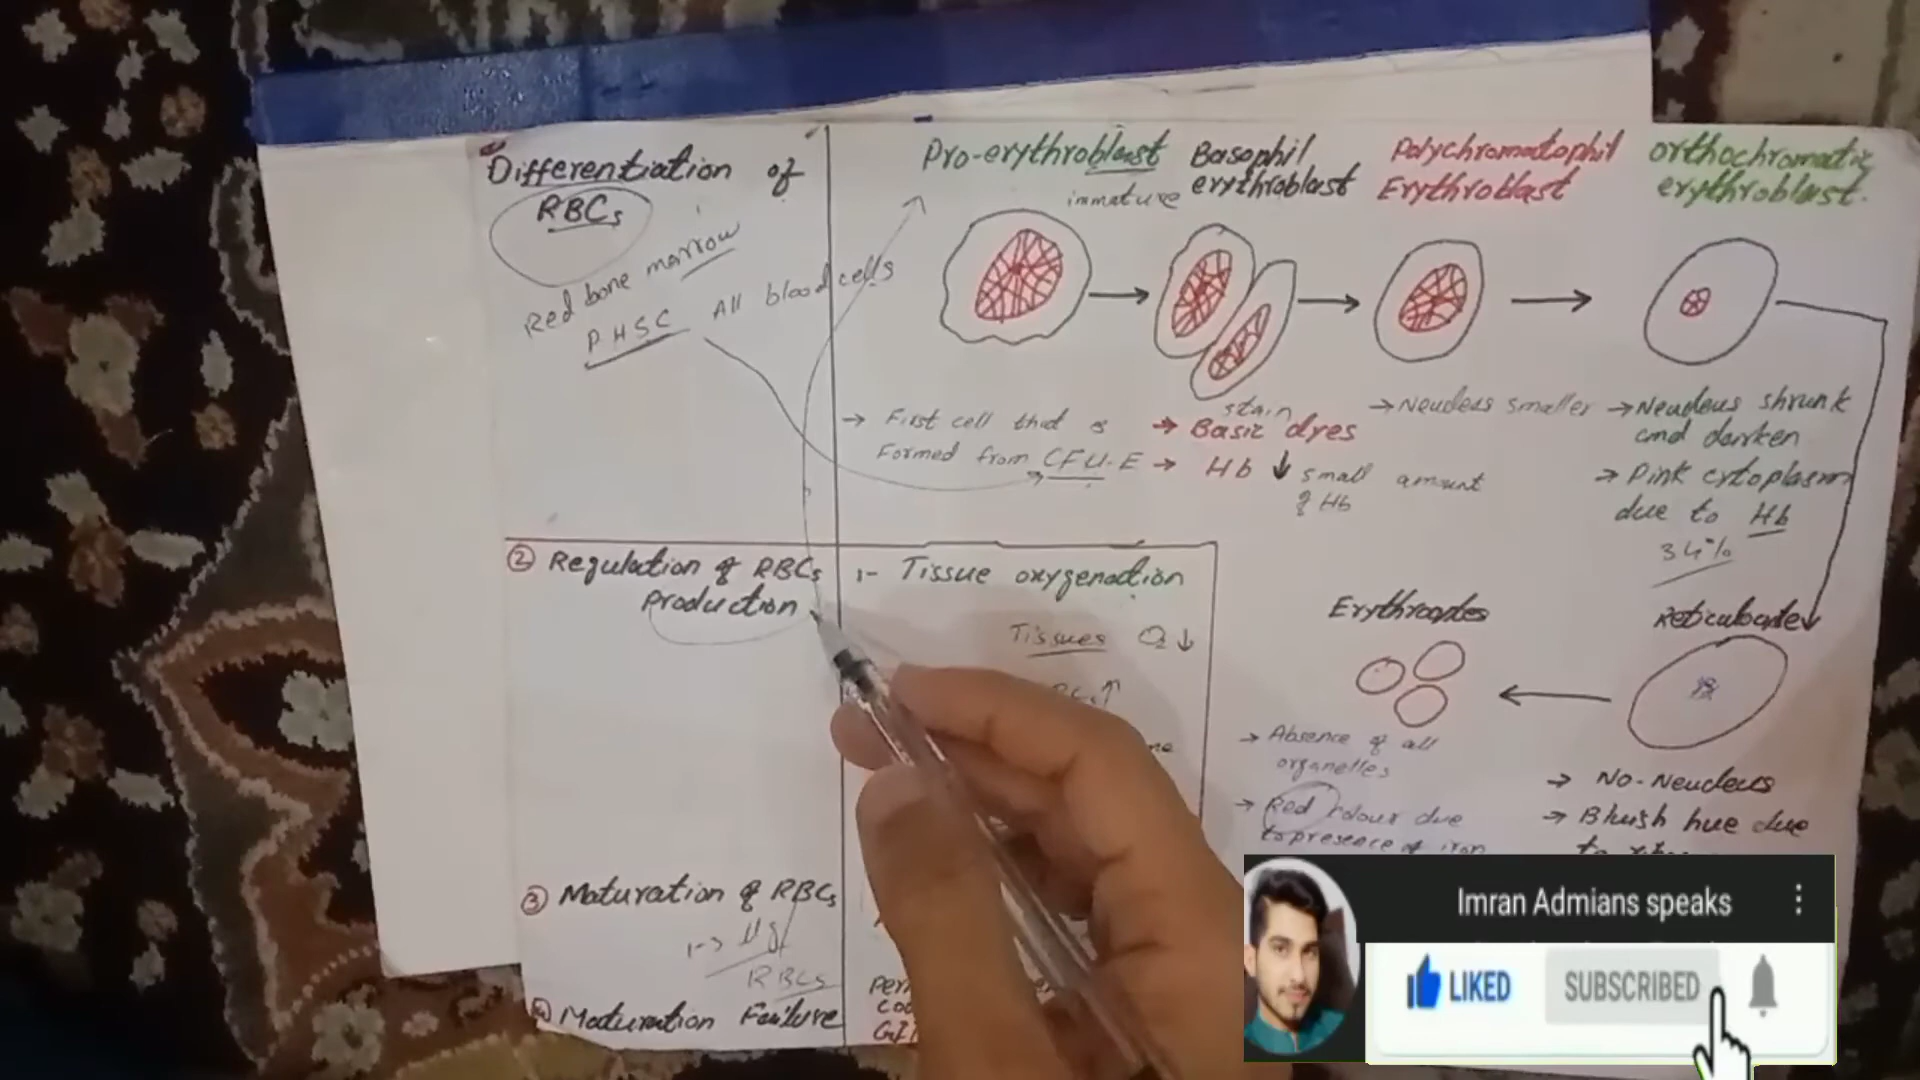 Differentiation of
RBCs
Red bone marrow
PHSC All blood cells
Pro-erythroblast
immature
Basophil
erythroblast
Polychromatophil
Erythroblast
orthochromatic
erythroblast.
→ First cell that is
Formed from CFU-E
stain
→ Basic dyes
→ Hb ↓ small amount
of Hb
→ Neucleus smaller
→ Neucleus shrunk
and darken
→ Pink cytoplasm
due to Hb
34%
Reticulocyte
→ No-Neucleus
→ Bluish hue due
Erythrocytes
→ Absence of all
organelles
→ Red colour due
to presence of iron
② Regulation of RBCs
Production
1- Tissue oxygenation
Tissues O2 ↓
③ Maturation of RBCs
RBCs
Maturation Failure
Imran Admians speaks
LIKED
SUBSCRIBED